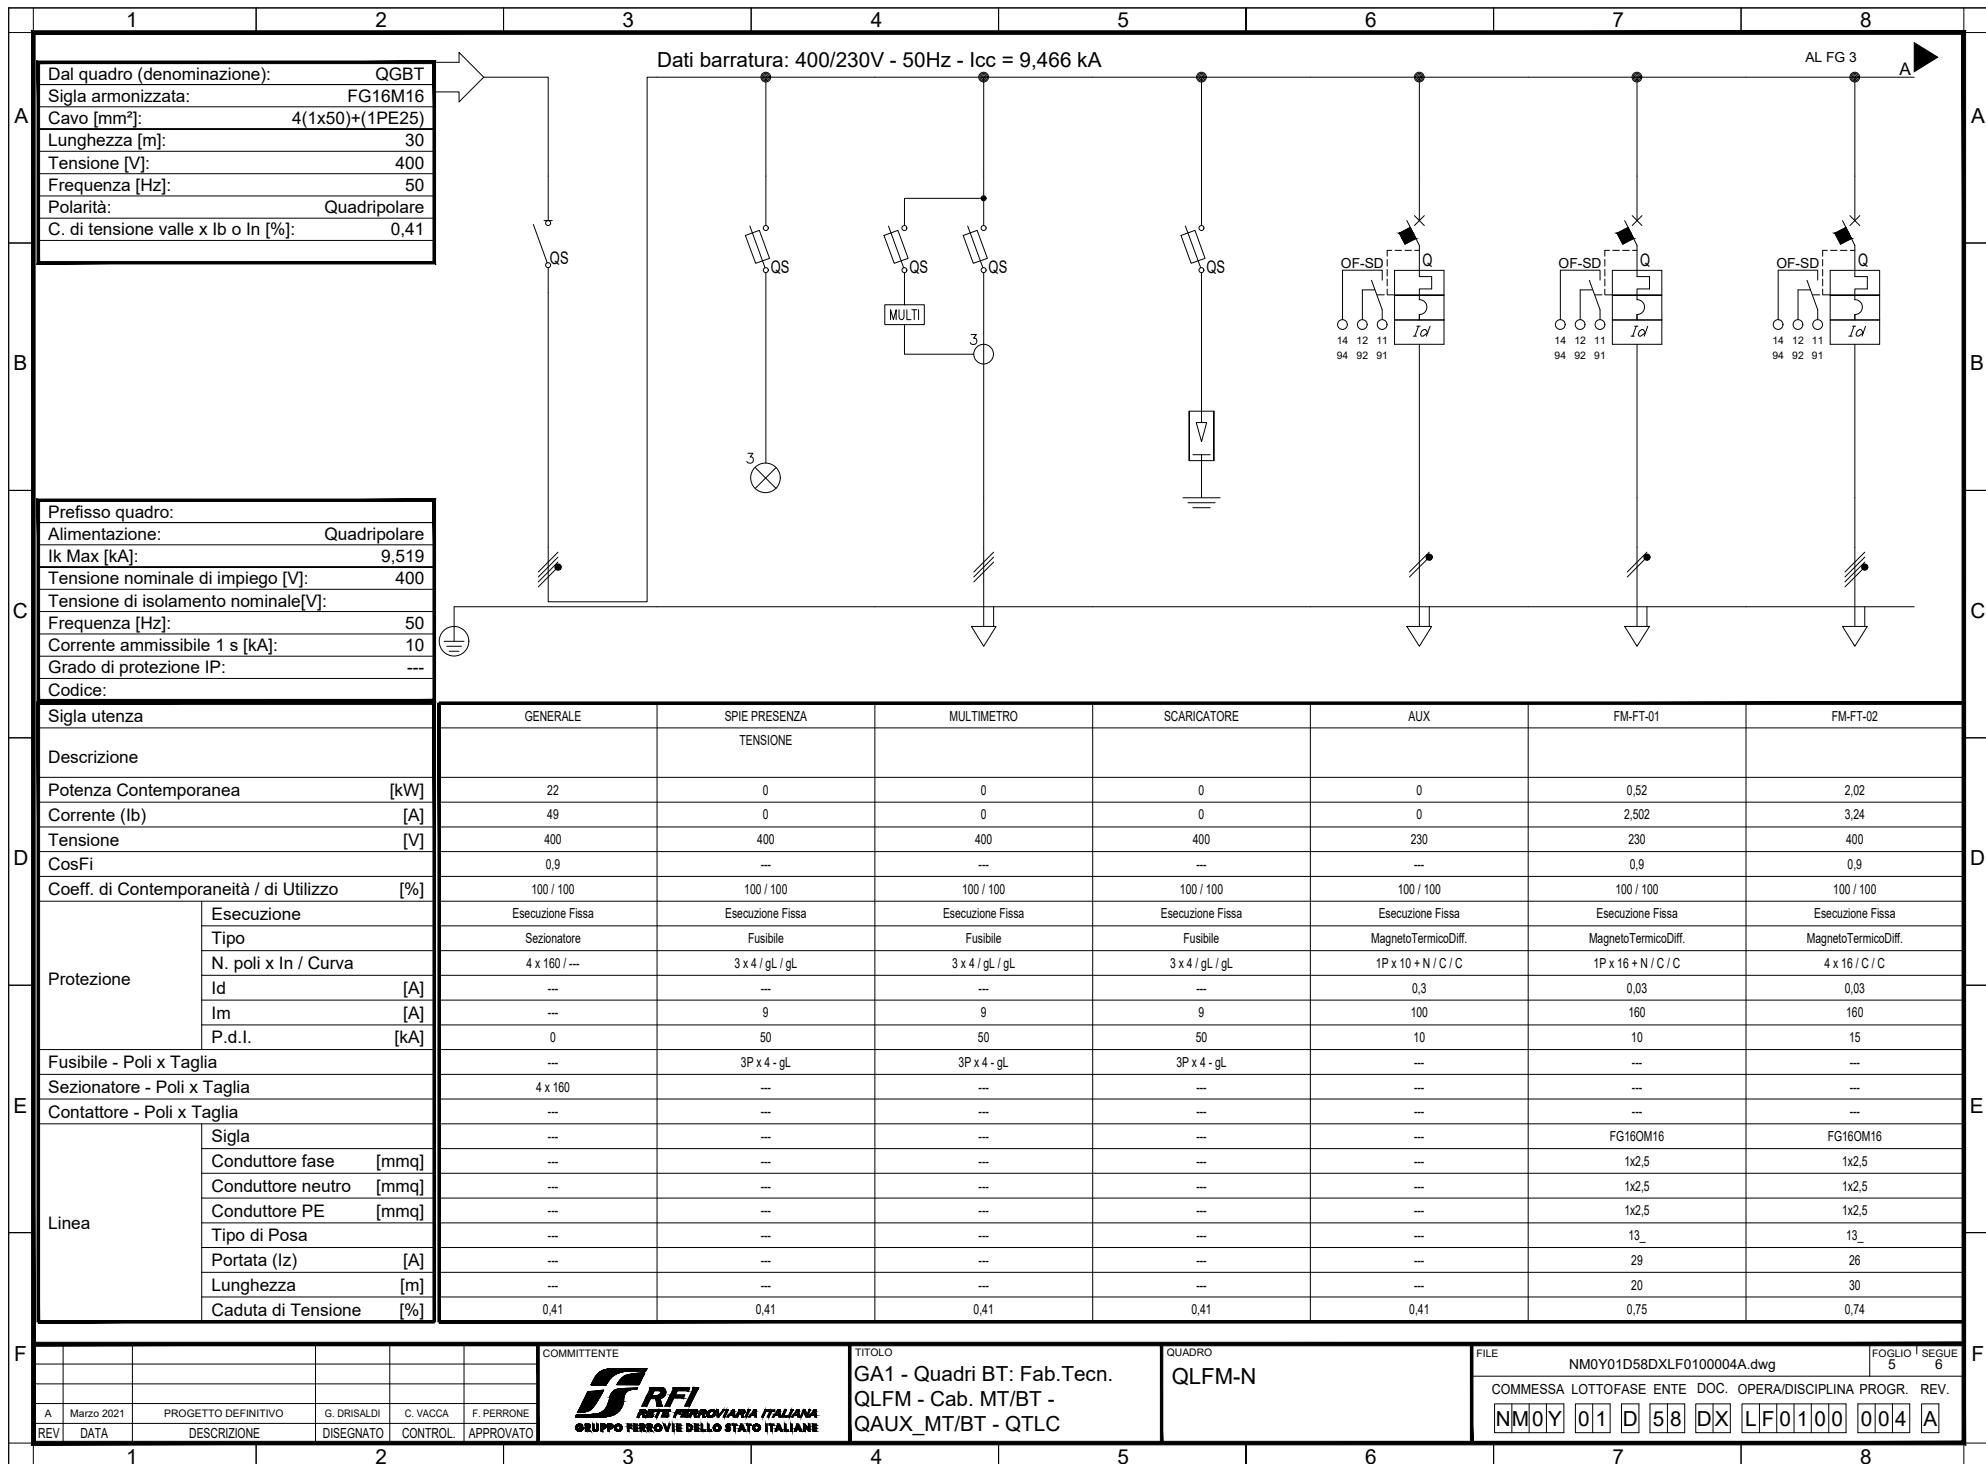 1 2 3 4 5 6 7 8
A
B
C
D
E
F
Dal quadro (denominazione): QGBT
Sigla armonizzata: FG16M16
Cavo [mm²]: 4(1x50)+(1PE25)
Lunghezza [m]: 30
Tensione [V]: 400
Frequenza [Hz]: 50
Polarità: Quadripolare
C. di tensione valle x Ib o In [%]: 0,41
Dati barratura: 400/230V - 50Hz - Icc = 9,466 kA
AL FG 3
A
QS
QS
QS QS
MULTI
3
3
QS
OF-SD Q
Id
14 12 11
94 92 91
OF-SD Q
Id
14 12 11
94 92 91
OF-SD Q
Id
14 12 11
94 92 91
Prefisso quadro:
Alimentazione: Quadripolare
Ik Max [kA]: 9,519
Tensione nominale di impiego [V]: 400
Tensione di isolamento nominale[V]:
Frequenza [Hz]: 50
Corrente ammissibile 1 s [kA]: 10
Grado di protezione IP: ---
Codice:
Sigla utenza GENERALE SPIE PRESENZA MULTIMETRO SCARICATORE AUX FM-FT-01 FM-FT-02
Descrizione TENSIONE
Potenza Contemporanea [kW] 22 0 0 0 0 0,52 2,02
Corrente (Ib) [A] 49 0 0 0 0 2,502 3,24
Tensione [V] 400 400 400 400 230 230 400
CosFi 0,9 --- --- --- --- 0,9 0,9
Coeff. di Contemporaneità / di Utilizzo [%] 100 / 100 100 / 100 100 / 100 100 / 100 100 / 100 100 / 100 100 / 100
Protezione
Esecuzione Esecuzione Fissa Esecuzione Fissa Esecuzione Fissa Esecuzione Fissa Esecuzione Fissa Esecuzione Fissa Esecuzione Fissa
Tipo Sezionatore Fusibile Fusibile Fusibile MagnetoTermicoDiff. MagnetoTermicoDiff. MagnetoTermicoDiff.
N. poli x In / Curva 4 x 160 / --- 3 x 4 / gL / gL 3 x 4 / gL / gL 3 x 4 / gL / gL 1P x 10 + N / C / C 1P x 16 + N / C / C 4 x 16 / C / C
Id [A] --- --- --- --- 0,3 0,03 0,03
Im [A] --- 9 9 9 100 160 160
P.d.I. [kA] 0 50 50 50 10 10 15
Fusibile - Poli x Taglia --- 3P x 4 - gL 3P x 4 - gL 3P x 4 - gL --- --- ---
Sezionatore - Poli x Taglia 4 x 160 --- --- --- --- --- ---
Contattore - Poli x Taglia --- --- --- --- --- --- ---
Linea
Sigla --- --- --- --- --- FG16OM16 FG16OM16
Conduttore fase [mmq] --- --- --- --- --- 1x2,5 1x2,5
Conduttore neutro [mmq] --- --- --- --- --- 1x2,5 1x2,5
Conduttore PE [mmq] --- --- --- --- --- 1x2,5 1x2,5
Tipo di Posa --- --- --- --- --- 13_ 13_
Portata (Iz) [A] --- --- --- --- --- 29 26
Lunghezza [m] --- --- --- --- --- 20 30
Caduta di Tensione [%] 0,41 0,41 0,41 0,41 0,41 0,75 0,74
A Marzo 2021 PROGETTO DEFINITIVO G. DRISALDI C. VACCA F. PERRONE
REV DATA DESCRIZIONE DISEGNATO CONTROL. APPROVATO
COMMITTENTE
RFI
RETE FERROVIARIA ITALIANA
GRUPPO FERROVIE DELLO STATO ITALIANE
TITOLO
GA1 - Quadri BT: Fab.Tecn.
QLFM - Cab. MT/BT -
QAUX_MT/BT - QTLC
QUADRO
QLFM-N
FILE
NM0Y01D58DXLF0100004A.dwg
FOGLIO SEGUE
5 6
COMMESSA LOTTO FASE ENTE DOC. OPERA/DISCIPLINA PROGR. REV.
NM0Y 01 D 58 DX LF0100 004 A
A
B
C
D
E
F
1 2 3 4 5 6 7 8